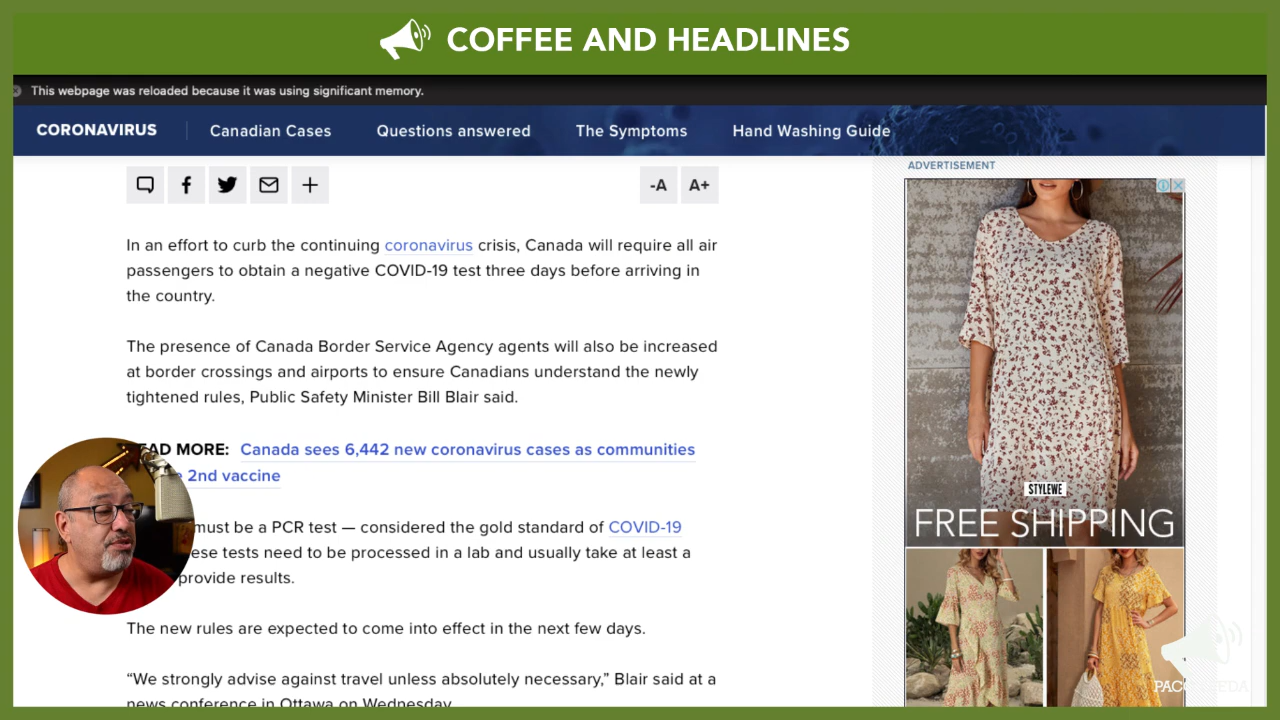 COFFEE AND HEADLINES
This webpage was reloaded because it was using significant memory.
CORONAVIRUS
Canadian Cases
Questions answered
The Symptoms
Hand Washing Guide
-A
A+
In an effort to curb the continuing coronavirus crisis, Canada will require all air
passengers to obtain a negative COVID-19 test three days before arriving in
the country.
The presence of Canada Border Service Agency agents will also be increased
at border crossings and airports to ensure Canadians understand the newly
tightened rules, Public Safety Minister Bill Blair said.
MORE: Canada sees 6,442 new coronavirus cases as communities
2nd vaccine
must be a PCR test — considered the gold standard of COVID-19
tests need to be processed in a lab and usually take at least a
provide results.
The new rules are expected to come into effect in the next few days.
“We strongly advise against travel unless absolutely necessary,” Blair said at a
news conference in Ottawa on Wednesday.
ADVERTISEMENT
STYLEWE
FREE SHIPPING